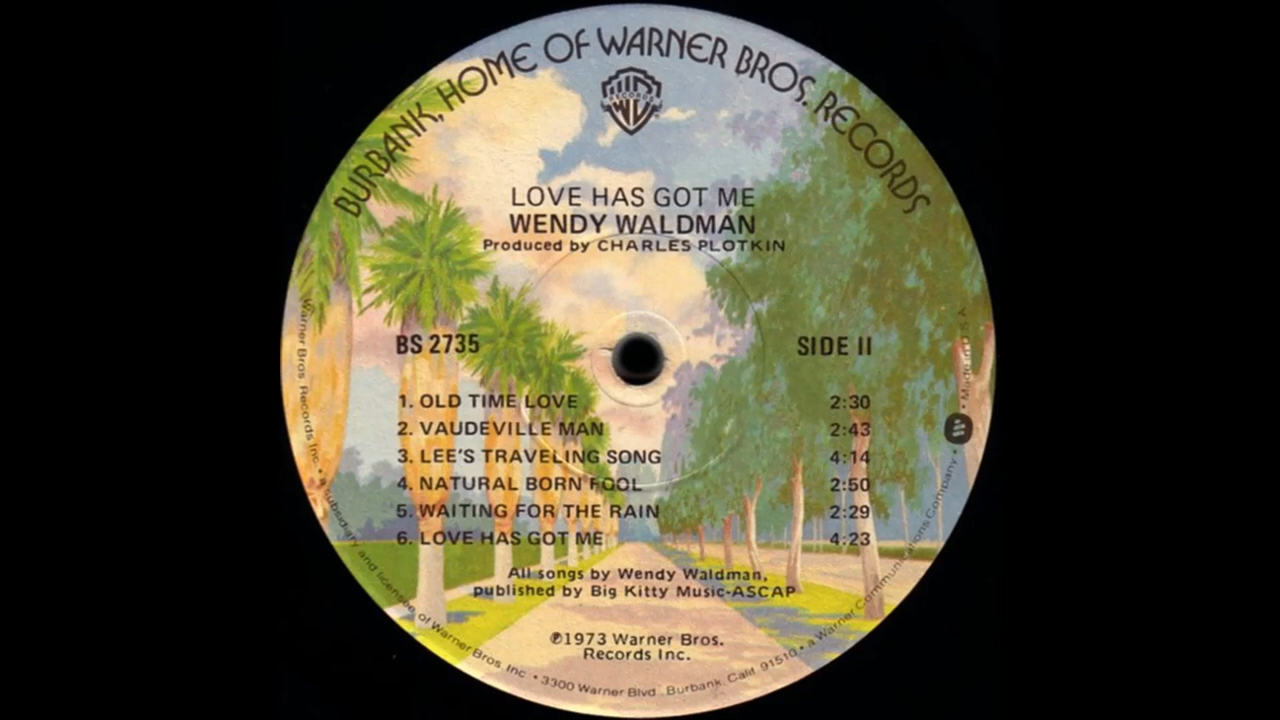 BURBANK, HOME OF WARNER BROS. RECORDS
W B RECORDS
LOVE HAS GOT ME
WENDY WALDMAN
Produced by CHARLES PLOTKIN
BS 2735
SIDE II
1. OLD TIME LOVE 2:30
2. VAUDEVILLE MAN 2:43
3. LEE'S TRAVELING SONG 4:14
4. NATURAL BORN FOOL 2:50
5. WAITING FOR THE RAIN 2:29
6. LOVE HAS GOT ME 4:23
All songs by Wendy Waldman,
published by Big Kitty Music-ASCAP
℗1973 Warner Bros.
Records Inc.
Warner Bros. Records Inc. • a subsidiary and licensee of Warner Bros. Inc. • 3300 Warner Blvd., Burbank, Calif. 91510 • a Warner Communications Company • Made in U.S.A.